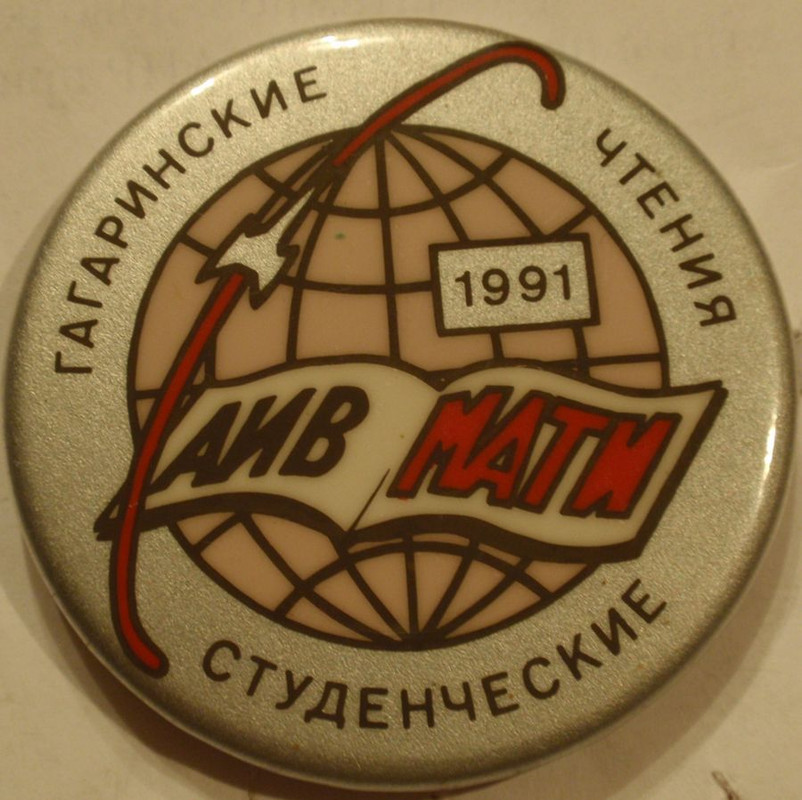 ГАГАРИНСКИЕ
ЧТЕНИЯ
1991
АИВ МАТИ
СТУДЕНЧЕСКИЕ